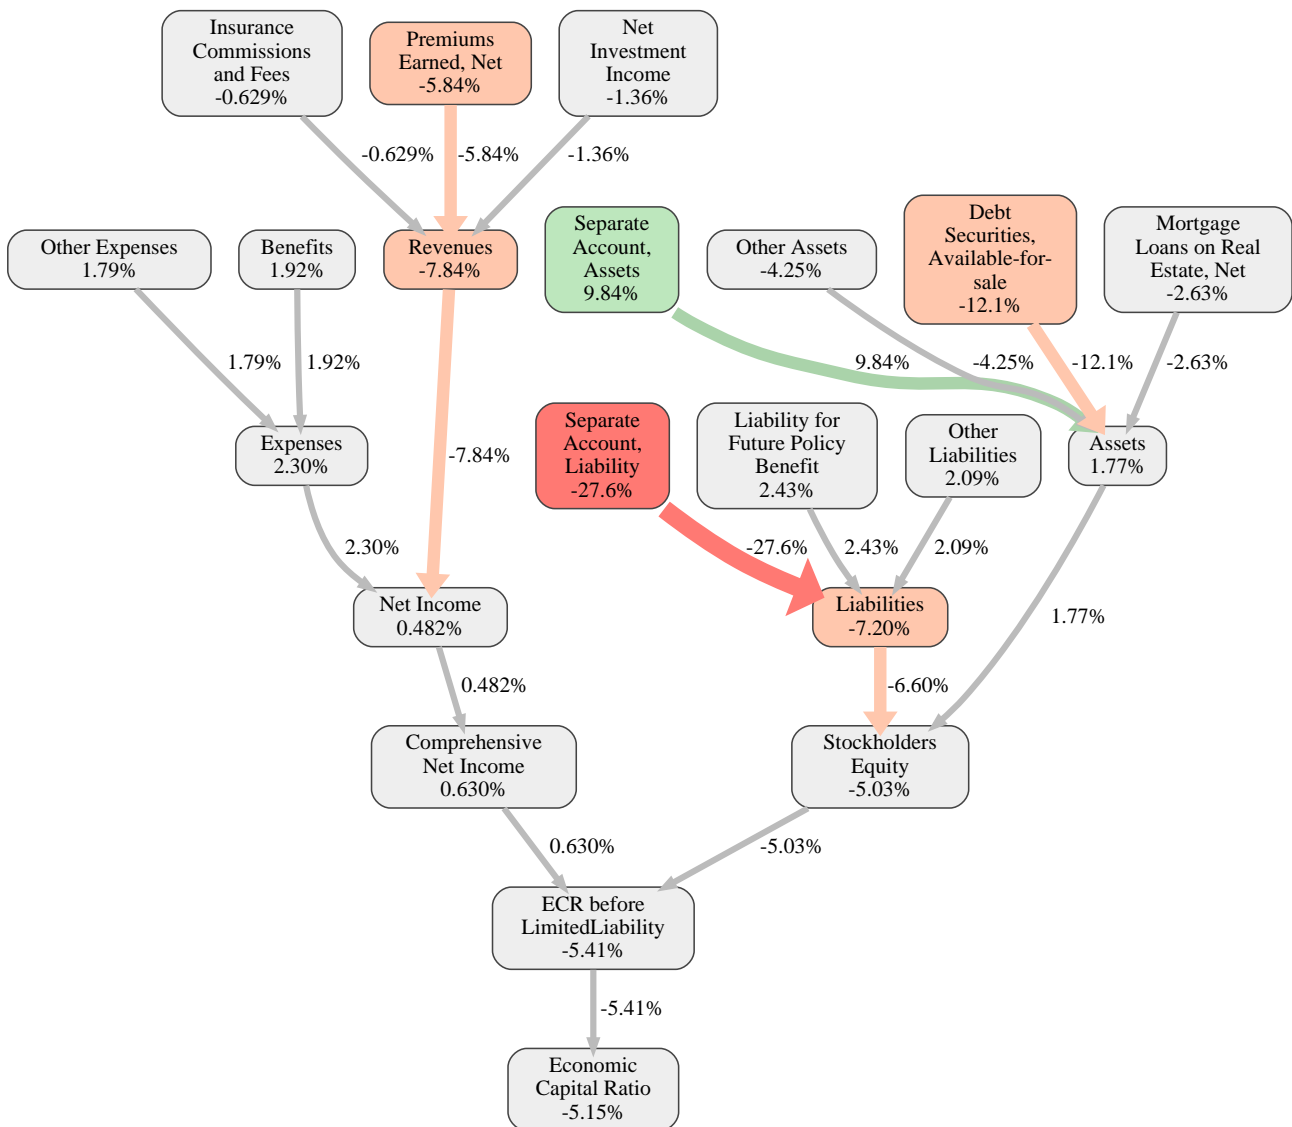 Insurance
Commissions
and Fees
-0.629%
Premiums
Earned, Net
-5.84%
Net
Investment
Income
-1.36%
-0.629%
-5.84%
-1.36%
Other Expenses
1.79%
Benefits
1.92%
Revenues
-7.84%
Separate
Account,
Assets
9.84%
Other Assets
-4.25%
Debt
Securities,
Available-for-
sale
-12.1%
Mortgage
Loans on Real
Estate, Net
-2.63%
1.79%
1.92%
9.84%
-4.25%
-12.1%
-2.63%
Expenses
2.30%
-7.84%
Separate
Account,
Liability
-27.6%
Liability for
Future Policy
Benefit
2.43%
Other
Liabilities
2.09%
Assets
1.77%
2.30%
-27.6%
2.43%
2.09%
Net Income
0.482%
Liabilities
-7.20%
1.77%
0.482%
-6.60%
Comprehensive
Net Income
0.630%
Stockholders
Equity
-5.03%
0.630%
-5.03%
ECR before
LimitedLiability
-5.41%
-5.41%
Economic
Capital Ratio
-5.15%